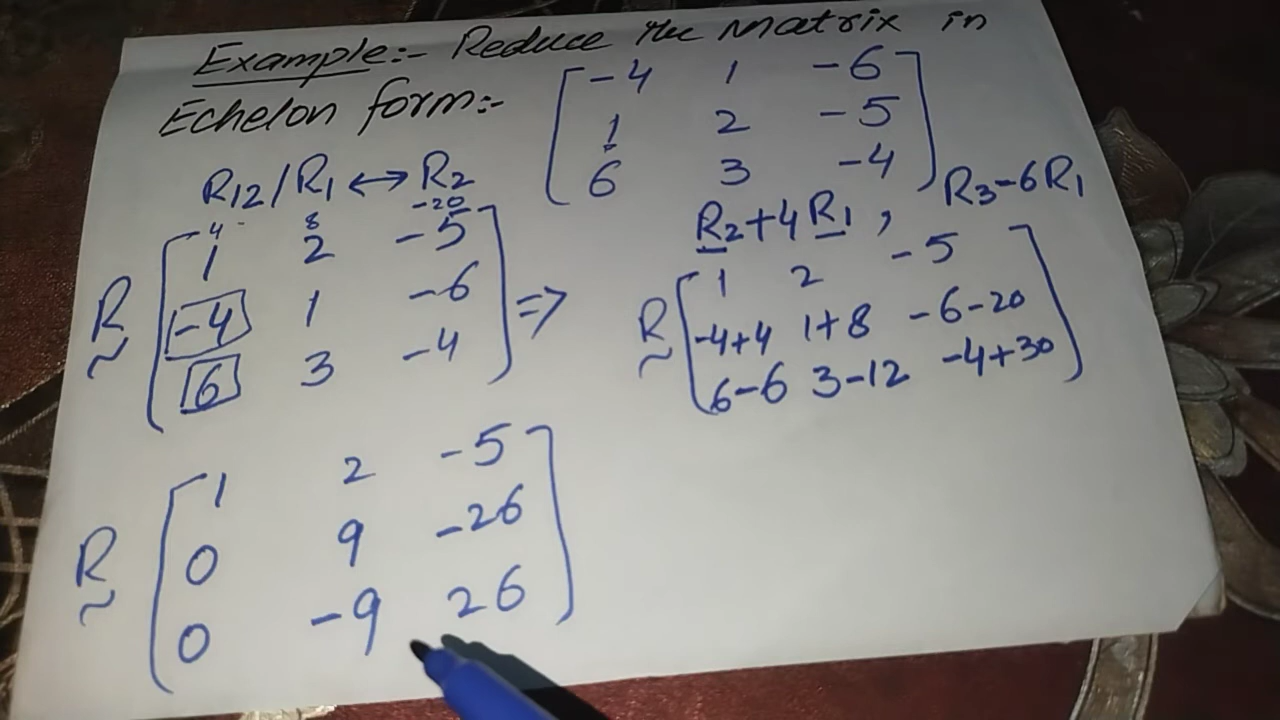 Example:- Reduce the Matrix in
Echelon form:-
[ -4 1 -6
1 2 -5
6 3 -4 ]
R12 / R1 ↔ R2
4 8 -20
R ~ [ 1 2 -5
-4 1 -6
6 3 -4 ] =>
R2+4R1 , R3-6R1
R ~ [ 1 2 -5
-4+4 1+8 -6-20
6-6 3-12 -4+30 ]
R ~ [ 1 2 -5
0 9 -26
0 -9 26 ]